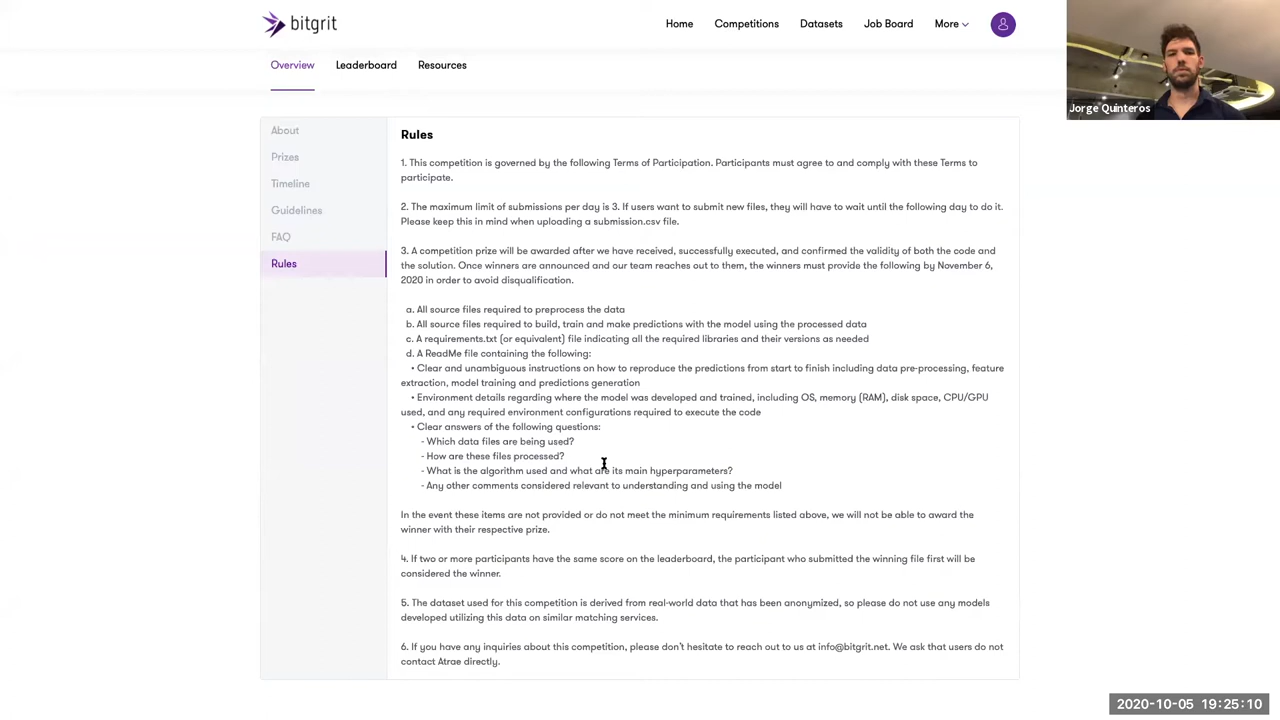 bitgrit
Home Competitions Datasets Job Board More
Overview Leaderboard Resources
Jorge Quinteros
About
Prizes
Timeline
Guidelines
FAQ
Rules
Rules
1. This competition is governed by the following Terms of Participation. Participants must agree to and comply with these Terms to
participate.
2. The maximum limit of submissions per day is 3. If users want to submit new files, they will have to wait until the following day to do it.
Please keep this in mind when uploading a submission.csv file.
3. A competition prize will be awarded after we have received, successfully executed, and confirmed the validity of both the code and
the solution. Once winners are announced and our team reaches out to them, the winners must provide the following by November 6,
2020 in order to avoid disqualification.
a. All source files required to preprocess the data
b. All source files required to build, train and make predictions with the model using the processed data
c. A requirements.txt (or equivalent) file indicating all the required libraries and their versions as needed
d. A ReadMe file containing the following:
• Clear and unambiguous instructions on how to reproduce the predictions from start to finish including data pre-processing, feature
extraction, model training and predictions generation
• Environment details regarding where the model was developed and trained, including OS, memory (RAM), disk space, CPU/GPU
used, and any required environment configurations required to execute the code
• Clear answers of the following questions:
- Which data files are being used?
- How are these files processed?
- What is the algorithm used and what are its main hyperparameters?
- Any other comments considered relevant to understanding and using the model
In the event these items are not provided or do not meet the minimum requirements listed above, we will not be able to award the
winner with their respective prize.
4. If two or more participants have the same score on the leaderboard, the participant who submitted the winning file first will be
considered the winner.
5. The dataset used for this competition is derived from real-world data that has been anonymized, so please do not use any models
developed utilizing this data on similar matching services.
6. If you have any inquiries about this competition, please don't hesitate to reach out to us at info@bitgrit.net. We ask that users do not
contact Atrae directly.
2020-10-05 19:25:10